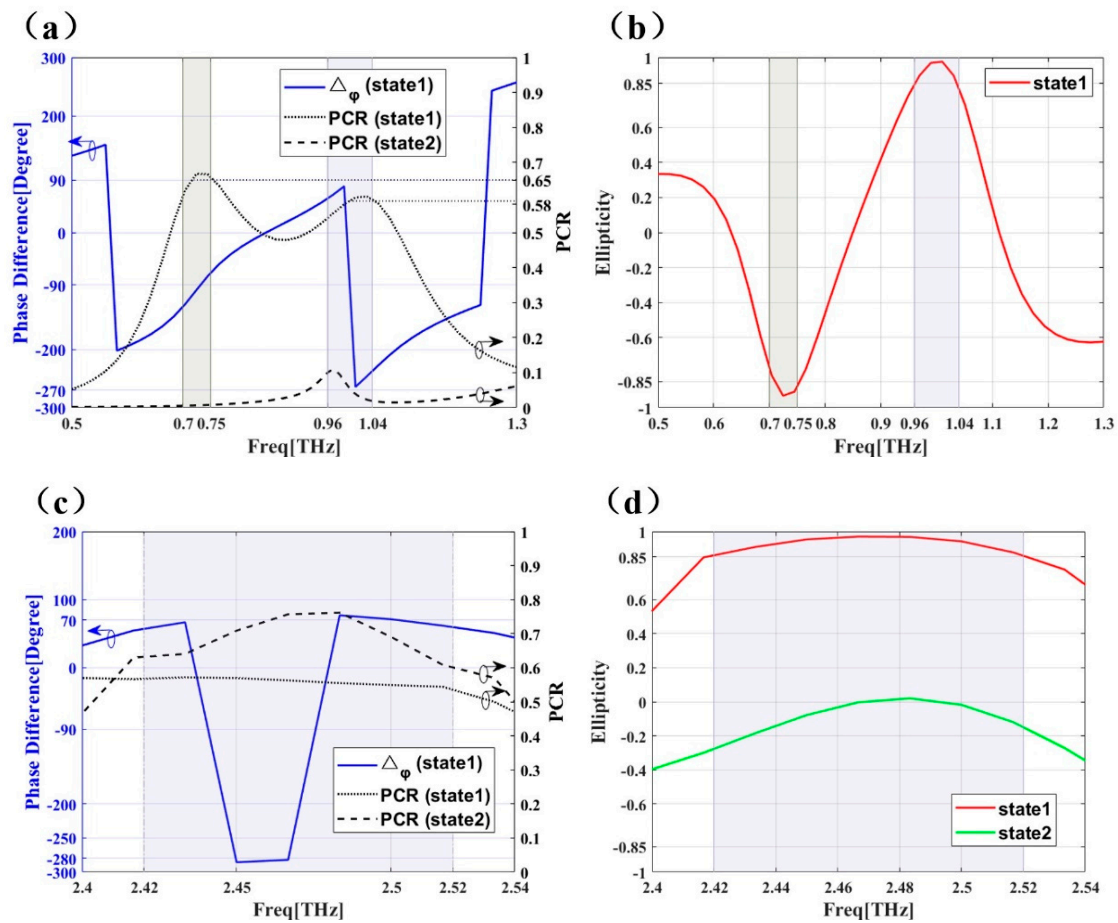 (a)
300
200
90
0
-90
-200
-270
-300
Phase Difference[Degree]
△φ (state1)
PCR (state1)
PCR (state2)
1
0.9
0.8
0.7
0.65
0.58
0.5
0.4
0.3
0.2
0.1
0
PCR
0.5 0.7 0.75 0.96 1.04 1.3
Freq[THz]
(b)
1
0.85
0.6
0.4
0.2
0
-0.2
-0.4
-0.6
-0.85
-1
Ellipticity
state1
0.5 0.6 0.7 0.75 0.8 0.9 0.96 1.04 1.1 1.2 1.3
Freq[THz]
(c)
200
100
70
0
-90
-200
-250
-280
-300
Phase Difference[Degree]
△φ (state1)
PCR (state1)
PCR (state2)
1
0.9
0.8
0.7
0.6
0.5
0.4
0.3
0.2
0.1
0
PCR
2.4 2.42 2.45 2.5 2.52 2.54
Freq[THz]
(d)
1
0.85
0.6
0.4
0.2
0
-0.2
-0.4
-0.6
-0.85
-1
Ellipticity
state1
state2
2.4 2.42 2.44 2.46 2.48 2.5 2.52 2.54
Freq[THz]